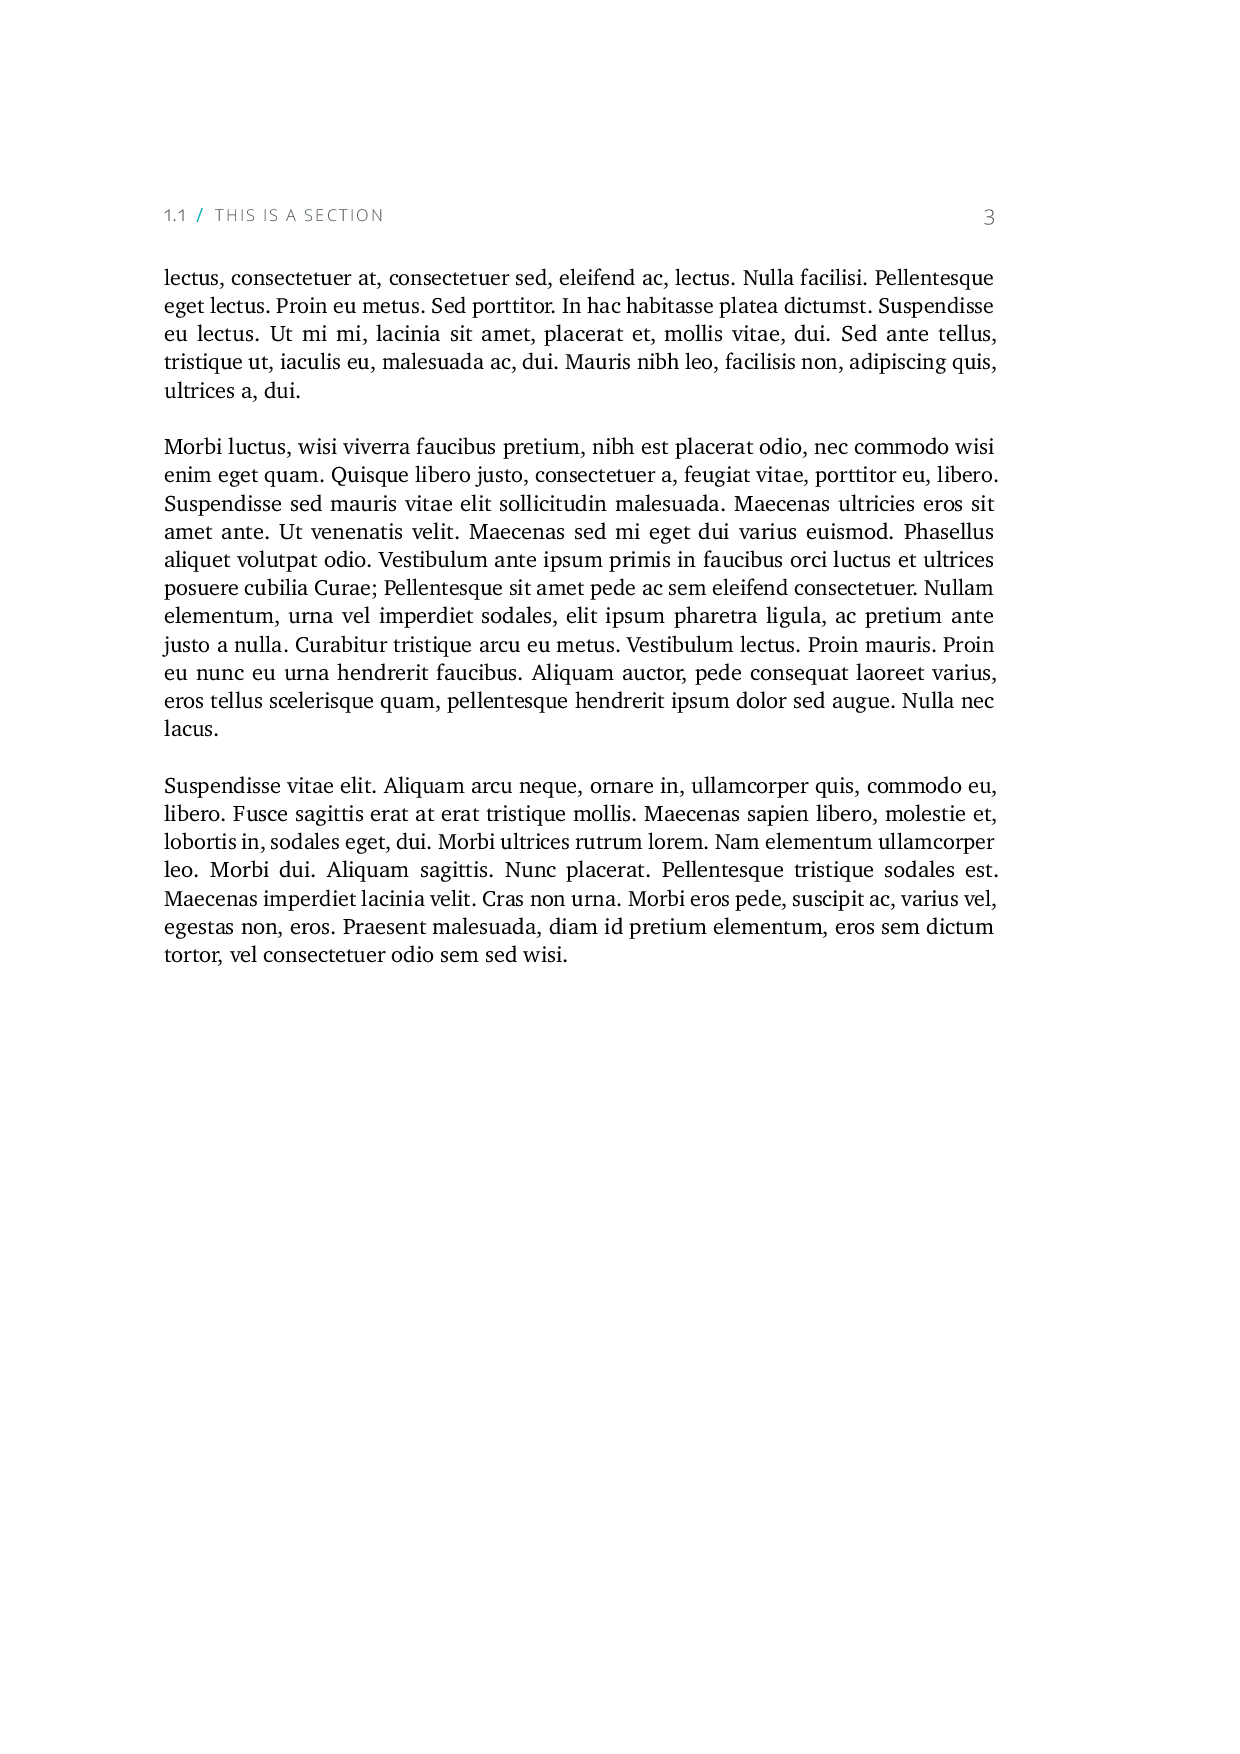 1.1 / THIS IS A SECTION 3
lectus, consectetuer at, consectetuer sed, eleifend ac, lectus. Nulla facilisi. Pellentesque
eget lectus. Proin eu metus. Sed porttitor. In hac habitasse platea dictumst. Suspendisse
eu lectus. Ut mi mi, lacinia sit amet, placerat et, mollis vitae, dui. Sed ante tellus,
tristique ut, iaculis eu, malesuada ac, dui. Mauris nibh leo, facilisis non, adipiscing quis,
ultrices a, dui.
Morbi luctus, wisi viverra faucibus pretium, nibh est placerat odio, nec commodo wisi
enim eget quam. Quisque libero justo, consectetuer a, feugiat vitae, porttitor eu, libero.
Suspendisse sed mauris vitae elit sollicitudin malesuada. Maecenas ultricies eros sit
amet ante. Ut venenatis velit. Maecenas sed mi eget dui varius euismod. Phasellus
aliquet volutpat odio. Vestibulum ante ipsum primis in faucibus orci luctus et ultrices
posuere cubilia Curae; Pellentesque sit amet pede ac sem eleifend consectetuer. Nullam
elementum, urna vel imperdiet sodales, elit ipsum pharetra ligula, ac pretium ante
justo a nulla. Curabitur tristique arcu eu metus. Vestibulum lectus. Proin mauris. Proin
eu nunc eu urna hendrerit faucibus. Aliquam auctor, pede consequat laoreet varius,
eros tellus scelerisque quam, pellentesque hendrerit ipsum dolor sed augue. Nulla nec
lacus.
Suspendisse vitae elit. Aliquam arcu neque, ornare in, ullamcorper quis, commodo eu,
libero. Fusce sagittis erat at erat tristique mollis. Maecenas sapien libero, molestie et,
lobortis in, sodales eget, dui. Morbi ultrices rutrum lorem. Nam elementum ullamcorper
leo. Morbi dui. Aliquam sagittis. Nunc placerat. Pellentesque tristique sodales est.
Maecenas imperdiet lacinia velit. Cras non urna. Morbi eros pede, suscipit ac, varius vel,
egestas non, eros. Praesent malesuada, diam id pretium elementum, eros sem dictum
tortor, vel consectetuer odio sem sed wisi.